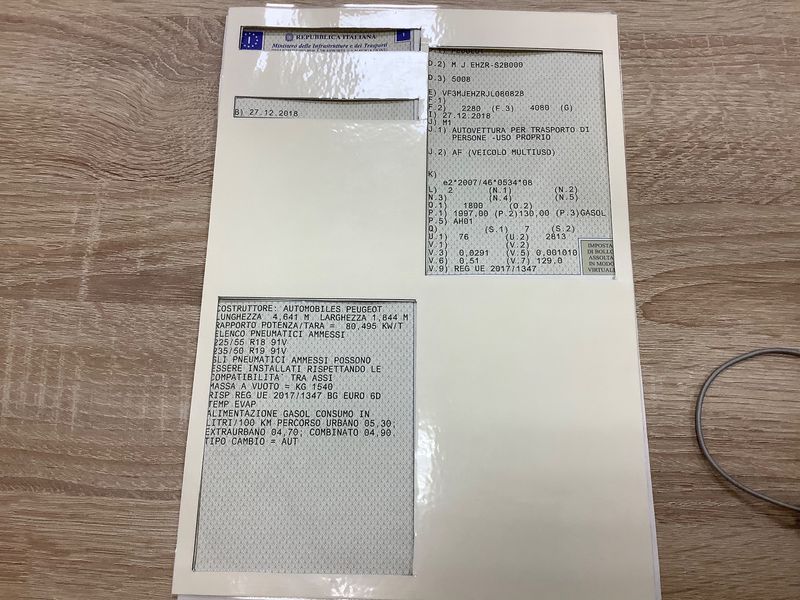 REPUBBLICA ITALIANA
Ministero delle Infrastrutture e dei Trasporti
B) 27.12.2018
PEUGEOT
D.2) M J EHZR-S2B000
D.3) 5008
E) VF3MJEHZRJL080828
F.1)
F.2) 2280 (F.3) 4080 (G)
I) 27.12.2018
J) M1
J.1) AUTOVETTURA PER TRASPORTO DI
PERSONE -USO PROPRIO
J.2) AF (VEICOLO MULTIUSO)
K)
e2*2007/46*0534*08
L) 2 (N.1) (N.2)
N.3) (N.4) (N.5)
O.1) 1800 (O.2)
P.1) 1997,00 (P.2)130,00 (P.3)GASOL
P.5) AH01
Q) (S.1) 7 (S.2)
U.1) 76 (U.2) 2813
V.1) (V.2)
V.3) 0,0291 (V.5) 0,001010
V.6) 0,51 (V.7) 129,0
V.9) REG UE 2017/1347
IMPOSTA
DI BOLLO
ASSOLTA
IN MODO
VIRTUALE
COSTRUTTORE: AUTOMOBILES PEUGEOT
LUNGHEZZA 4,641 M LARGHEZZA 1,844 M
RAPPORTO POTENZA/TARA = 80,495 KW/T
ELENCO PNEUMATICI AMMESSI
225/55 R18 91V
235/50 R19 91V
GLI PNEUMATICI AMMESSI POSSONO
ESSERE INSTALLATI RISPETTANDO LE
COMPATIBILITA` TRA ASSI
MASSA A VUOTO = KG 1540
RISP REG UE 2017/1347 BG EURO 6D
TEMP EVAP
ALIMENTAZIONE GASOL CONSUMO IN
LITRI/100 KM PERCORSO URBANO 05,30;
EXTRAURBANO 04,70; COMBINATO 04,90.
TIPO CAMBIO = AUT